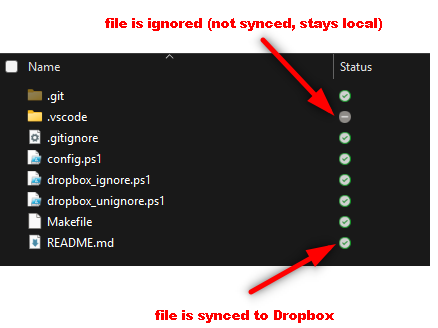 file is ignored (not synced, stays local)
Name Status
.git
.vscode
.gitignore
config.ps1
dropbox_ignore.ps1
dropbox_unignore.ps1
Makefile
README.md
file is synced to Dropbox